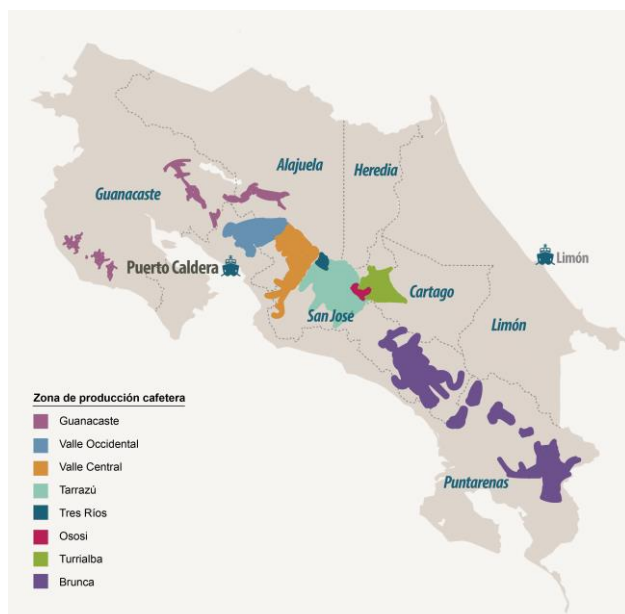 Alajuela
Heredia
Guanacaste
Puerto Caldera
Limón
Cartago
San José
Limón
Puntarenas
Zona de producción cafetera
Guanacaste
Valle Occidental
Valle Central
Tarrazú
Tres Ríos
Ososi
Turrialba
Brunca